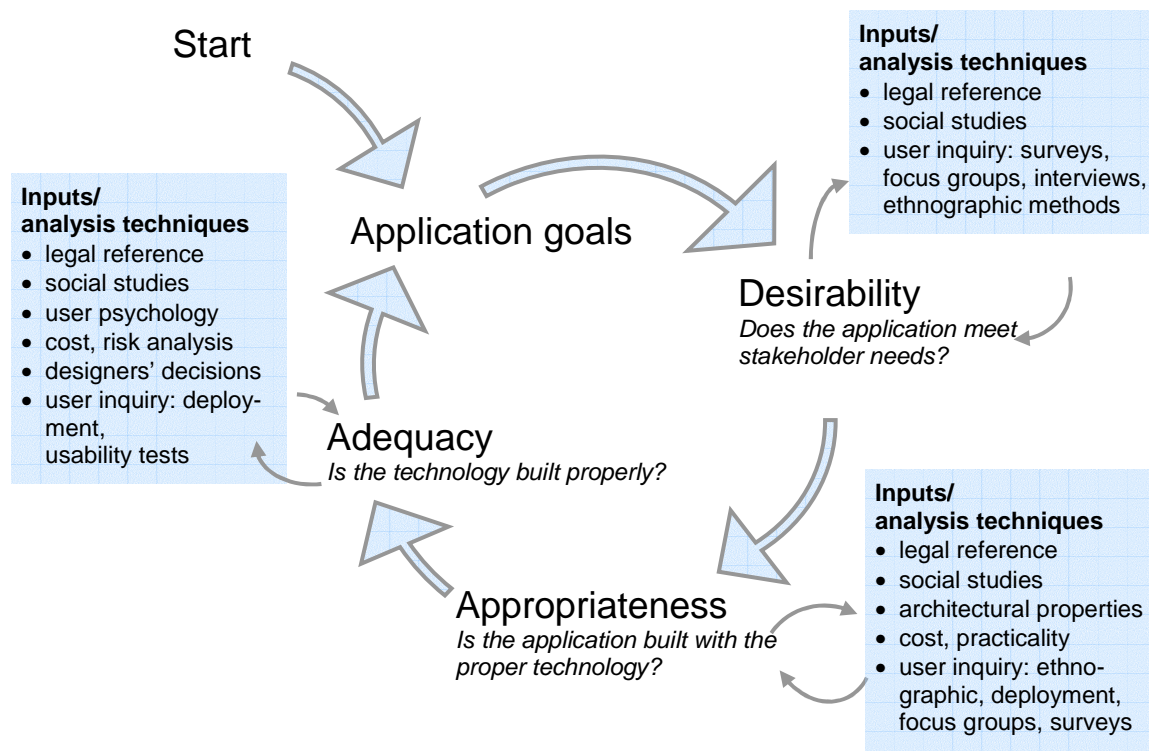 Start
Application goals
Inputs/
analysis techniques
• legal reference
• social studies
• user inquiry: surveys,
focus groups, interviews,
ethnographic methods
Desirability
Does the application meet
stakeholder needs?
Inputs/
analysis techniques
• legal reference
• social studies
• architectural properties
• cost, practicality
• user inquiry: ethno-
graphic, deployment,
focus groups, surveys
Appropriateness
Is the application built with the
proper technology?
Inputs/
analysis techniques
• legal reference
• social studies
• user psychology
• cost, risk analysis
• designers’ decisions
• user inquiry: deploy-
ment,
usability tests
Adequacy
Is the technology built properly?